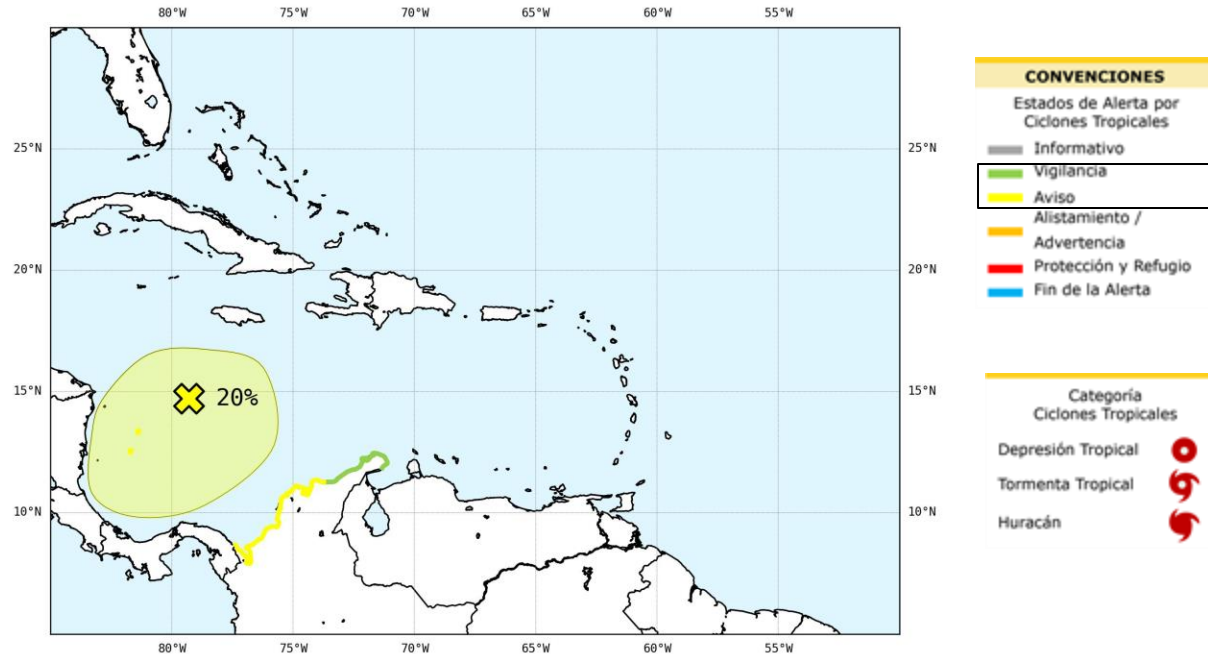 80°W 75°W 70°W 65°W 60°W 55°W
25°N 25°N
20°N 20°N
15°N 15°N
10°N 10°N
20%
80°W 75°W 70°W 65°W 60°W 55°W
CONVENCIONES
Estados de Alerta por
Ciclones Tropicales
Informativo
Vigilancia
Aviso
Alistamiento /
Advertencia
Protección y Refugio
Fin de la Alerta
Categoría
Ciclones Tropicales
Depresión Tropical
Tormenta Tropical
Huracán